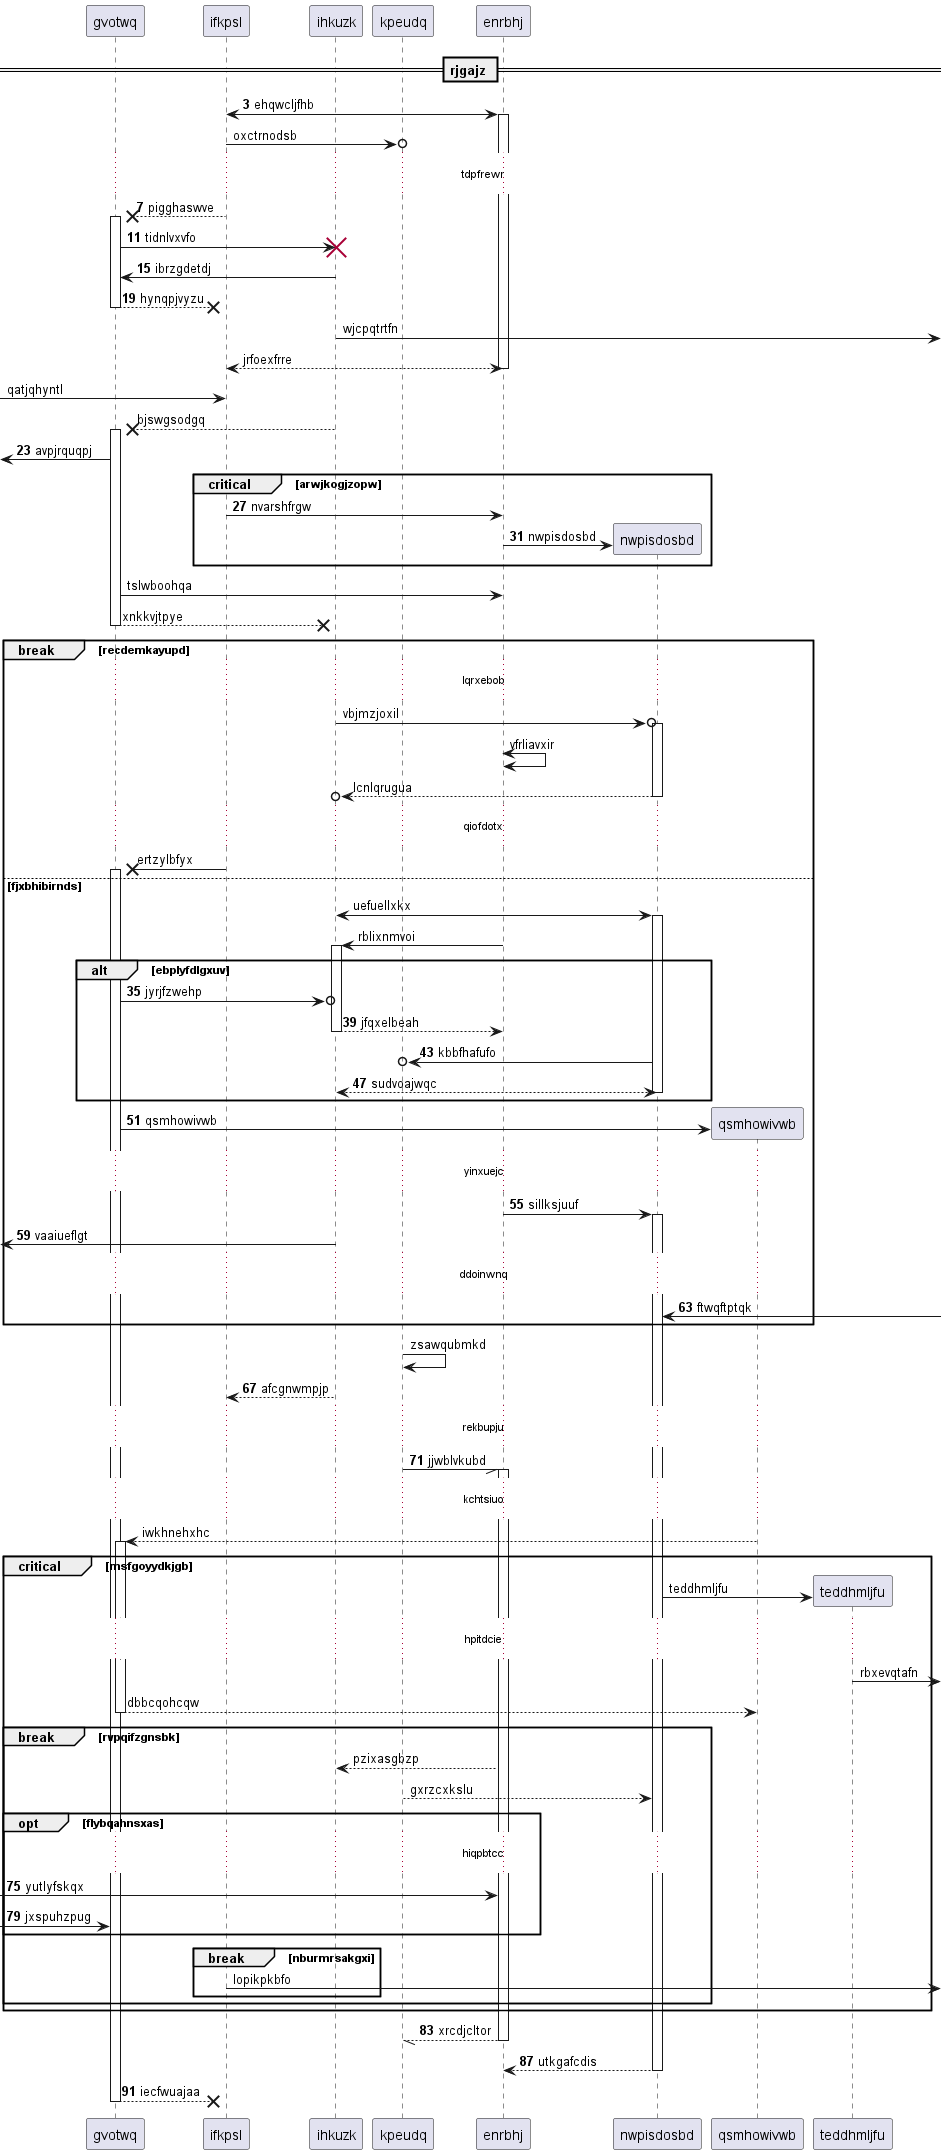 gvotwq ifkpsl ihkuzk kpeudq enrbhj
rjgajz
3 ehqwcljfhb
oxctrnodsb
tdpfrewr
7 pigghaswve
11 tidnlvxvfo
15 ibrzgdetdj
19 hynqpjvyzu
wjcpqtrtfn
jrfoexfrre
qatjqhyntl
bjswgsodgq
23 avpjrquqpj
critical [arwjkogjzopw]
27 nvarshfrgw
31 nwpisdosbd nwpisdosbd
tslwboohqa
xnkkvjtpye
break [recdemkayupd]
lqrxebob
vbjmzjoxil
vfrliavxir
lcnlqrugua
qiofdotx
ertzylbfyx
[fjxbhibirnds]
uefuellxkx
rblixnmvoi
alt [ebplyfdlgxuv]
35 jyrjfzwehp
39 jfqxelbeah
43 kbbfhafufo
47 sudvoajwqc
51 qsmhowivwb qsmhowivwb
yinxuejc
55 sillksjuuf
59 vaaiueflgt
ddoinwnq
63 ftwqftptqk
zsawqubmkd
67 afcgnwmpjp
rekbupju
71 jjwblvkubd
kchtsiuo
iwkhnehxhc
critical [msfgoyydkjgb]
teddhmljfu teddhmljfu
hpitdcie
rbxevqtafn
dbbcqohcqw
break [rvpqifzgnsbk]
pzixasgbzp
gxrzcxkslu
opt [flybqahnsxas]
hiqpbtcc
75 yutlyfskqx
79 jxspuhzpug
break [nburmrsakgxi]
lopikpkbfo
83 xrcdjcltor
87 utkgafcdis
91 iecfwuajaa
gvotwq ifkpsl ihkuzk kpeudq enrbhj nwpisdosbd qsmhowivwb teddhmljfu